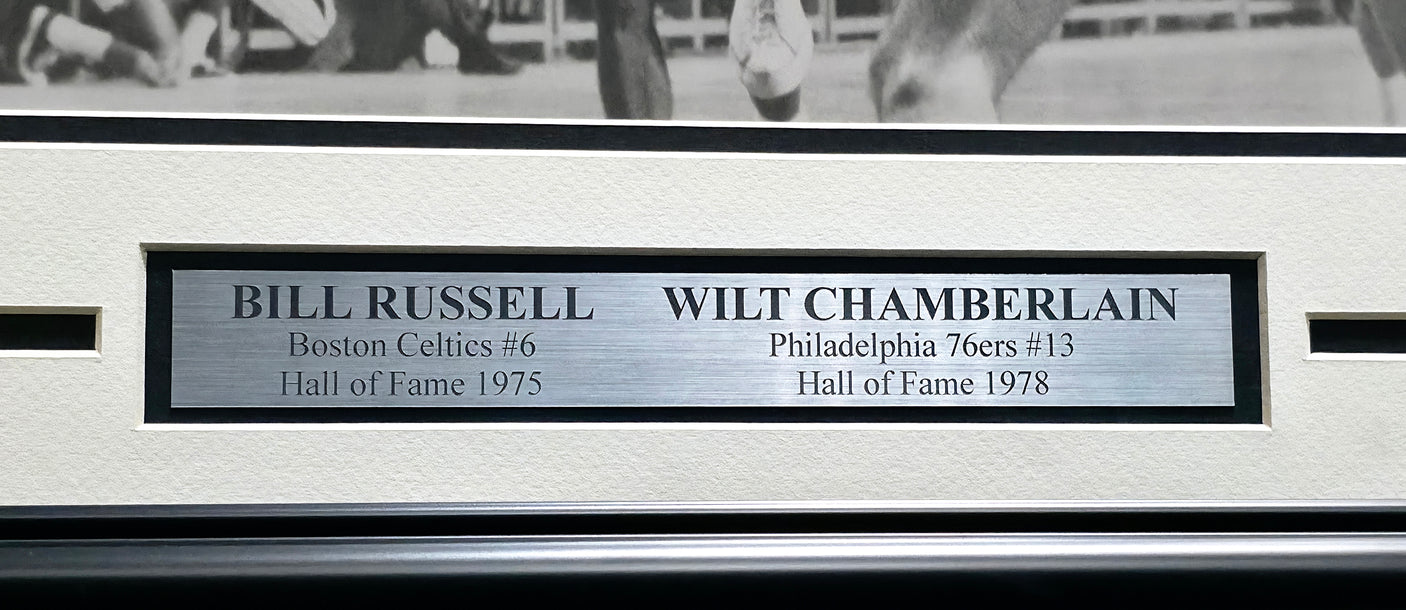 BILL RUSSELL
Boston Celtics #6
Hall of Fame 1975
WILT CHAMBERLAIN
Philadelphia 76ers #13
Hall of Fame 1978